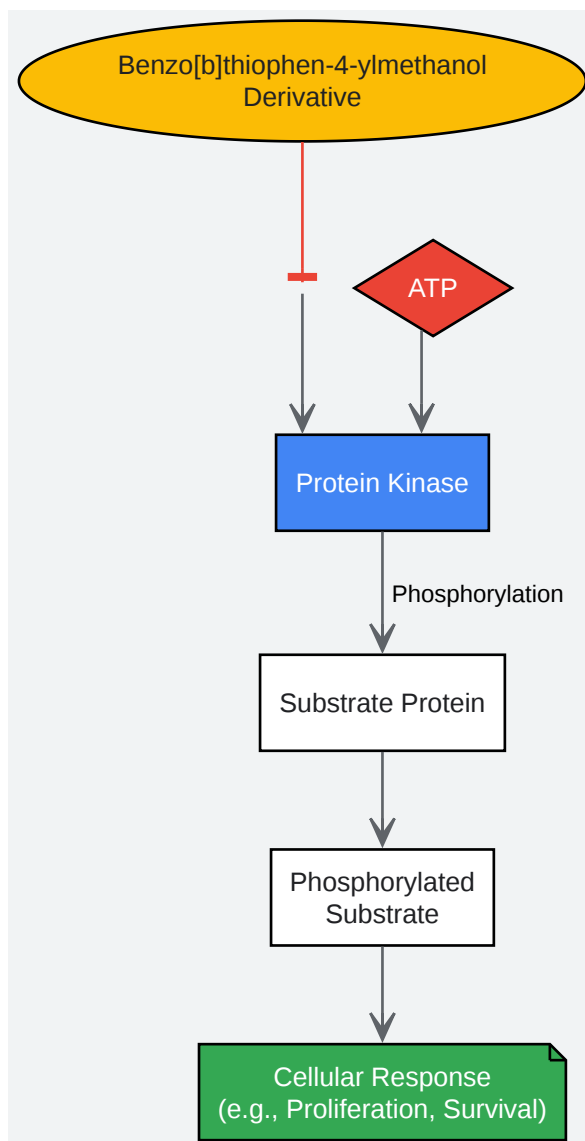 Benzo[b]thiophen-4-ylmethanol
Derivative
ATP
Protein Kinase
Phosphorylation
Substrate Protein
Phosphorylated
Substrate
Cellular Response
(e.g., Proliferation, Survival)